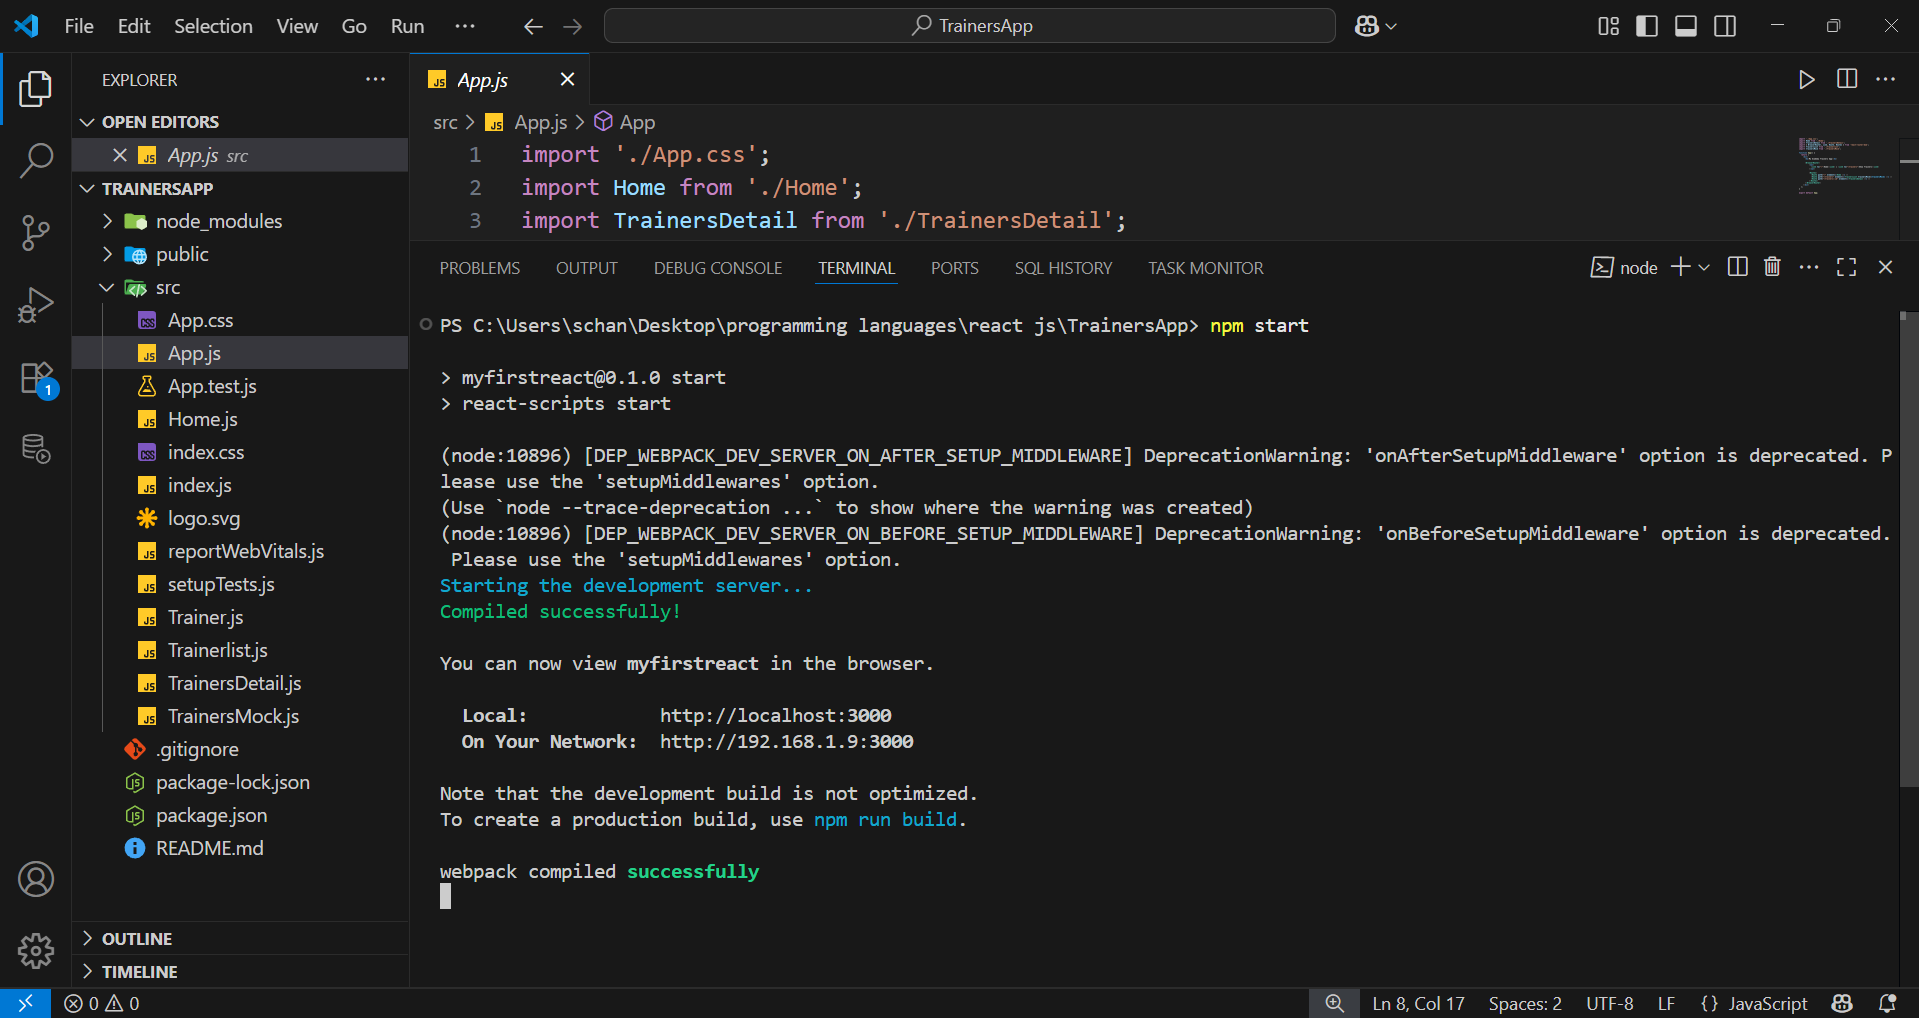 File Edit Selection View Go Run ··· TrainersApp
EXPLORER ···
OPEN EDITORS
App.js src
TRAINERSAPP
node_modules
public
src
App.css
App.js
App.test.js
Home.js
index.css
index.js
logo.svg
reportWebVitals.js
setupTests.js
Trainer.js
Trainerlist.js
TrainersDetail.js
TrainersMock.js
.gitignore
package-lock.json
package.json
README.md
OUTLINE
TIMELINE
1
App.js
src > App.js > App
1 import './App.css';
2 import Home from './Home';
3 import TrainersDetail from './TrainersDetail';
PROBLEMS OUTPUT DEBUG CONSOLE TERMINAL PORTS SQL HISTORY TASK MONITOR node
PS C:\Users\schan\Desktop\programming languages\react js\TrainersApp> npm start
> myfirstreact@0.1.0 start
> react-scripts start
(node:10896) [DEP_WEBPACK_DEV_SERVER_ON_AFTER_SETUP_MIDDLEWARE] DeprecationWarning: 'onAfterSetupMiddleware' option is deprecated. P
lease use the 'setupMiddlewares' option.
(Use `node --trace-deprecation ...` to show where the warning was created)
(node:10896) [DEP_WEBPACK_DEV_SERVER_ON_BEFORE_SETUP_MIDDLEWARE] DeprecationWarning: 'onBeforeSetupMiddleware' option is deprecated.
Please use the 'setupMiddlewares' option.
Starting the development server...
Compiled successfully!
You can now view myfirstreact in the browser.
Local: http://localhost:3000
On Your Network: http://192.168.1.9:3000
Note that the development build is not optimized.
To create a production build, use npm run build.
webpack compiled successfully
0 0 Ln 8, Col 17 Spaces: 2 UTF-8 LF {} JavaScript